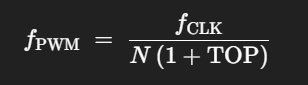 f_PWM = f_CLK / N (1 + TOP)